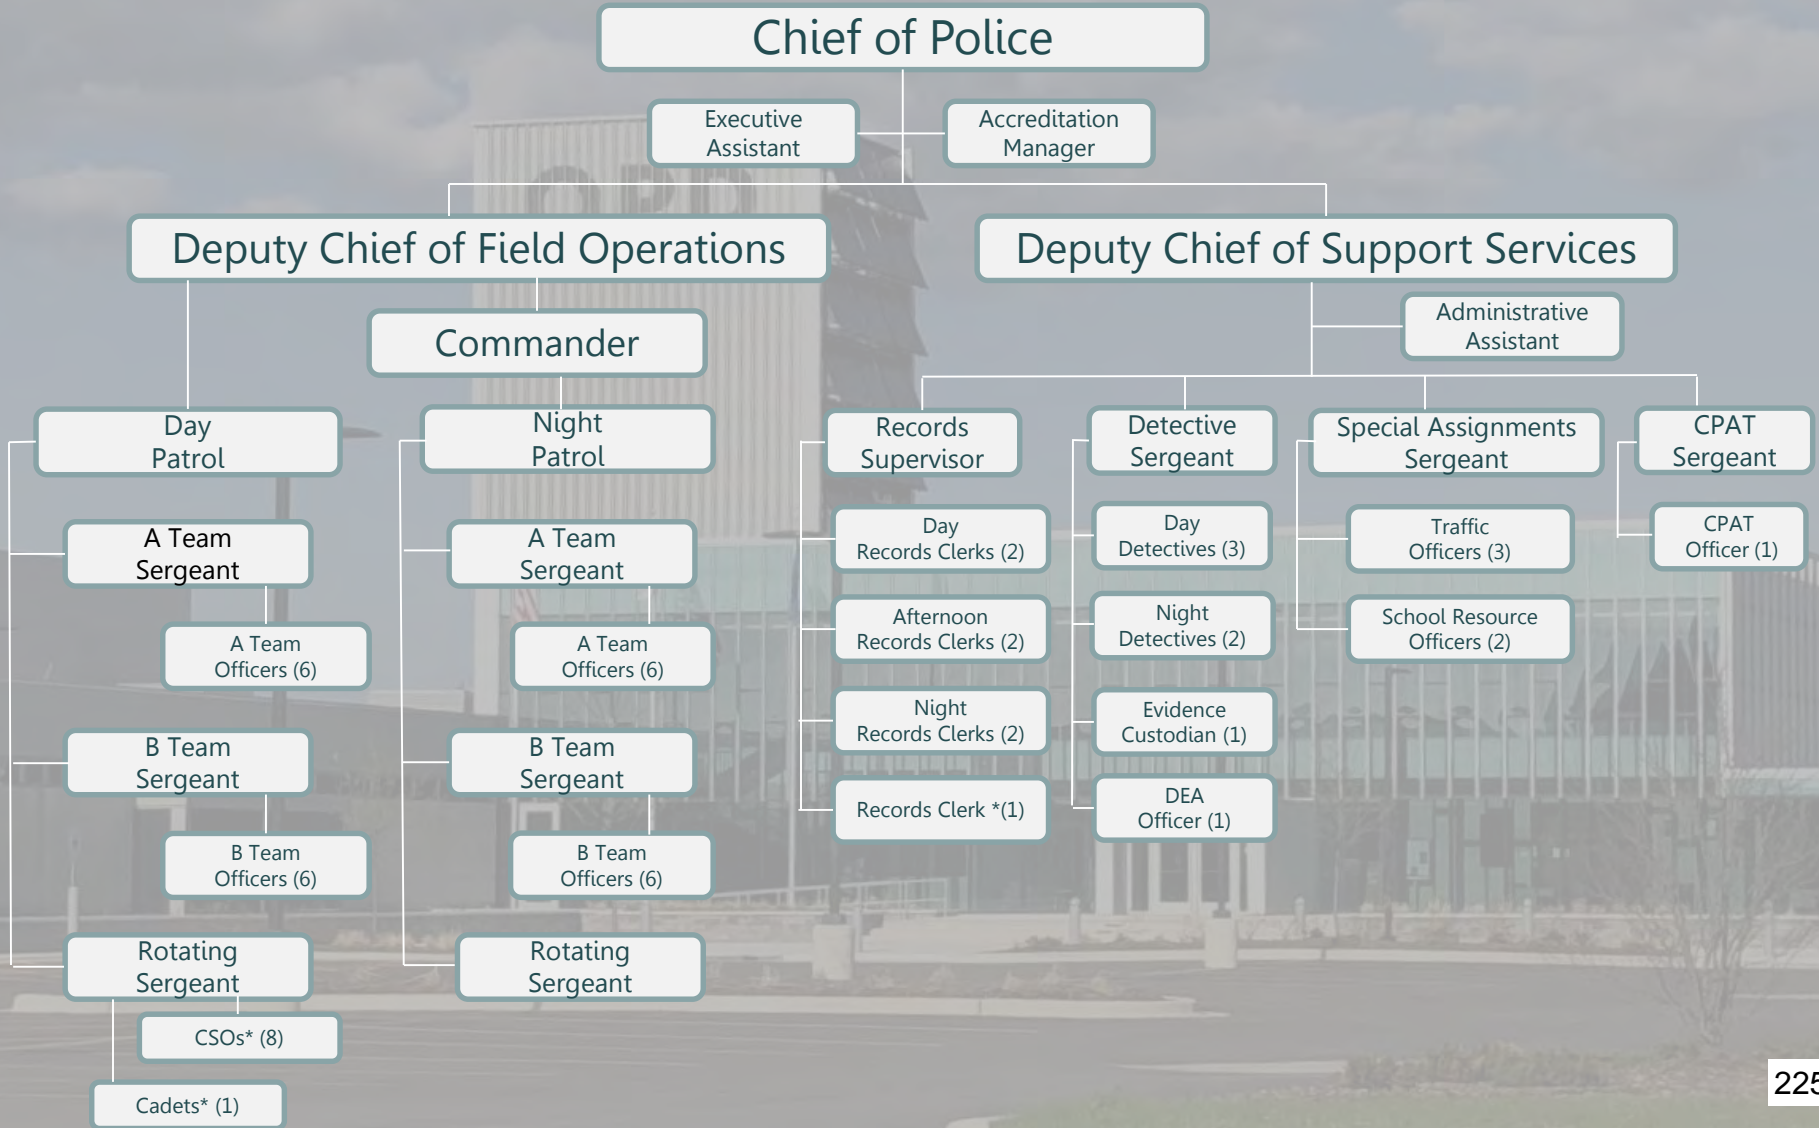 Chief of Police
Executive
Assistant
Accreditation
Manager
Deputy Chief of Field Operations
Deputy Chief of Support Services
Commander
Administrative
Assistant
Day
Patrol
Night
Patrol
Records
Supervisor
Detective
Sergeant
Special Assignments
Sergeant
CPAT
Sergeant
A Team
Sergeant
A Team
Officers (6)
B Team
Sergeant
B Team
Officers (6)
Rotating
Sergeant
CSOs* (8)
Cadets* (1)
A Team
Sergeant
A Team
Officers (6)
B Team
Sergeant
B Team
Officers (6)
Rotating
Sergeant
Day
Records Clerks (2)
Afternoon
Records Clerks (2)
Night
Records Clerks (2)
Records Clerk *(1)
Day
Detectives (3)
Night
Detectives (2)
Evidence
Custodian (1)
DEA
Officer (1)
Traffic
Officers (3)
School Resource
Officers (2)
CPAT
Officer (1)
225